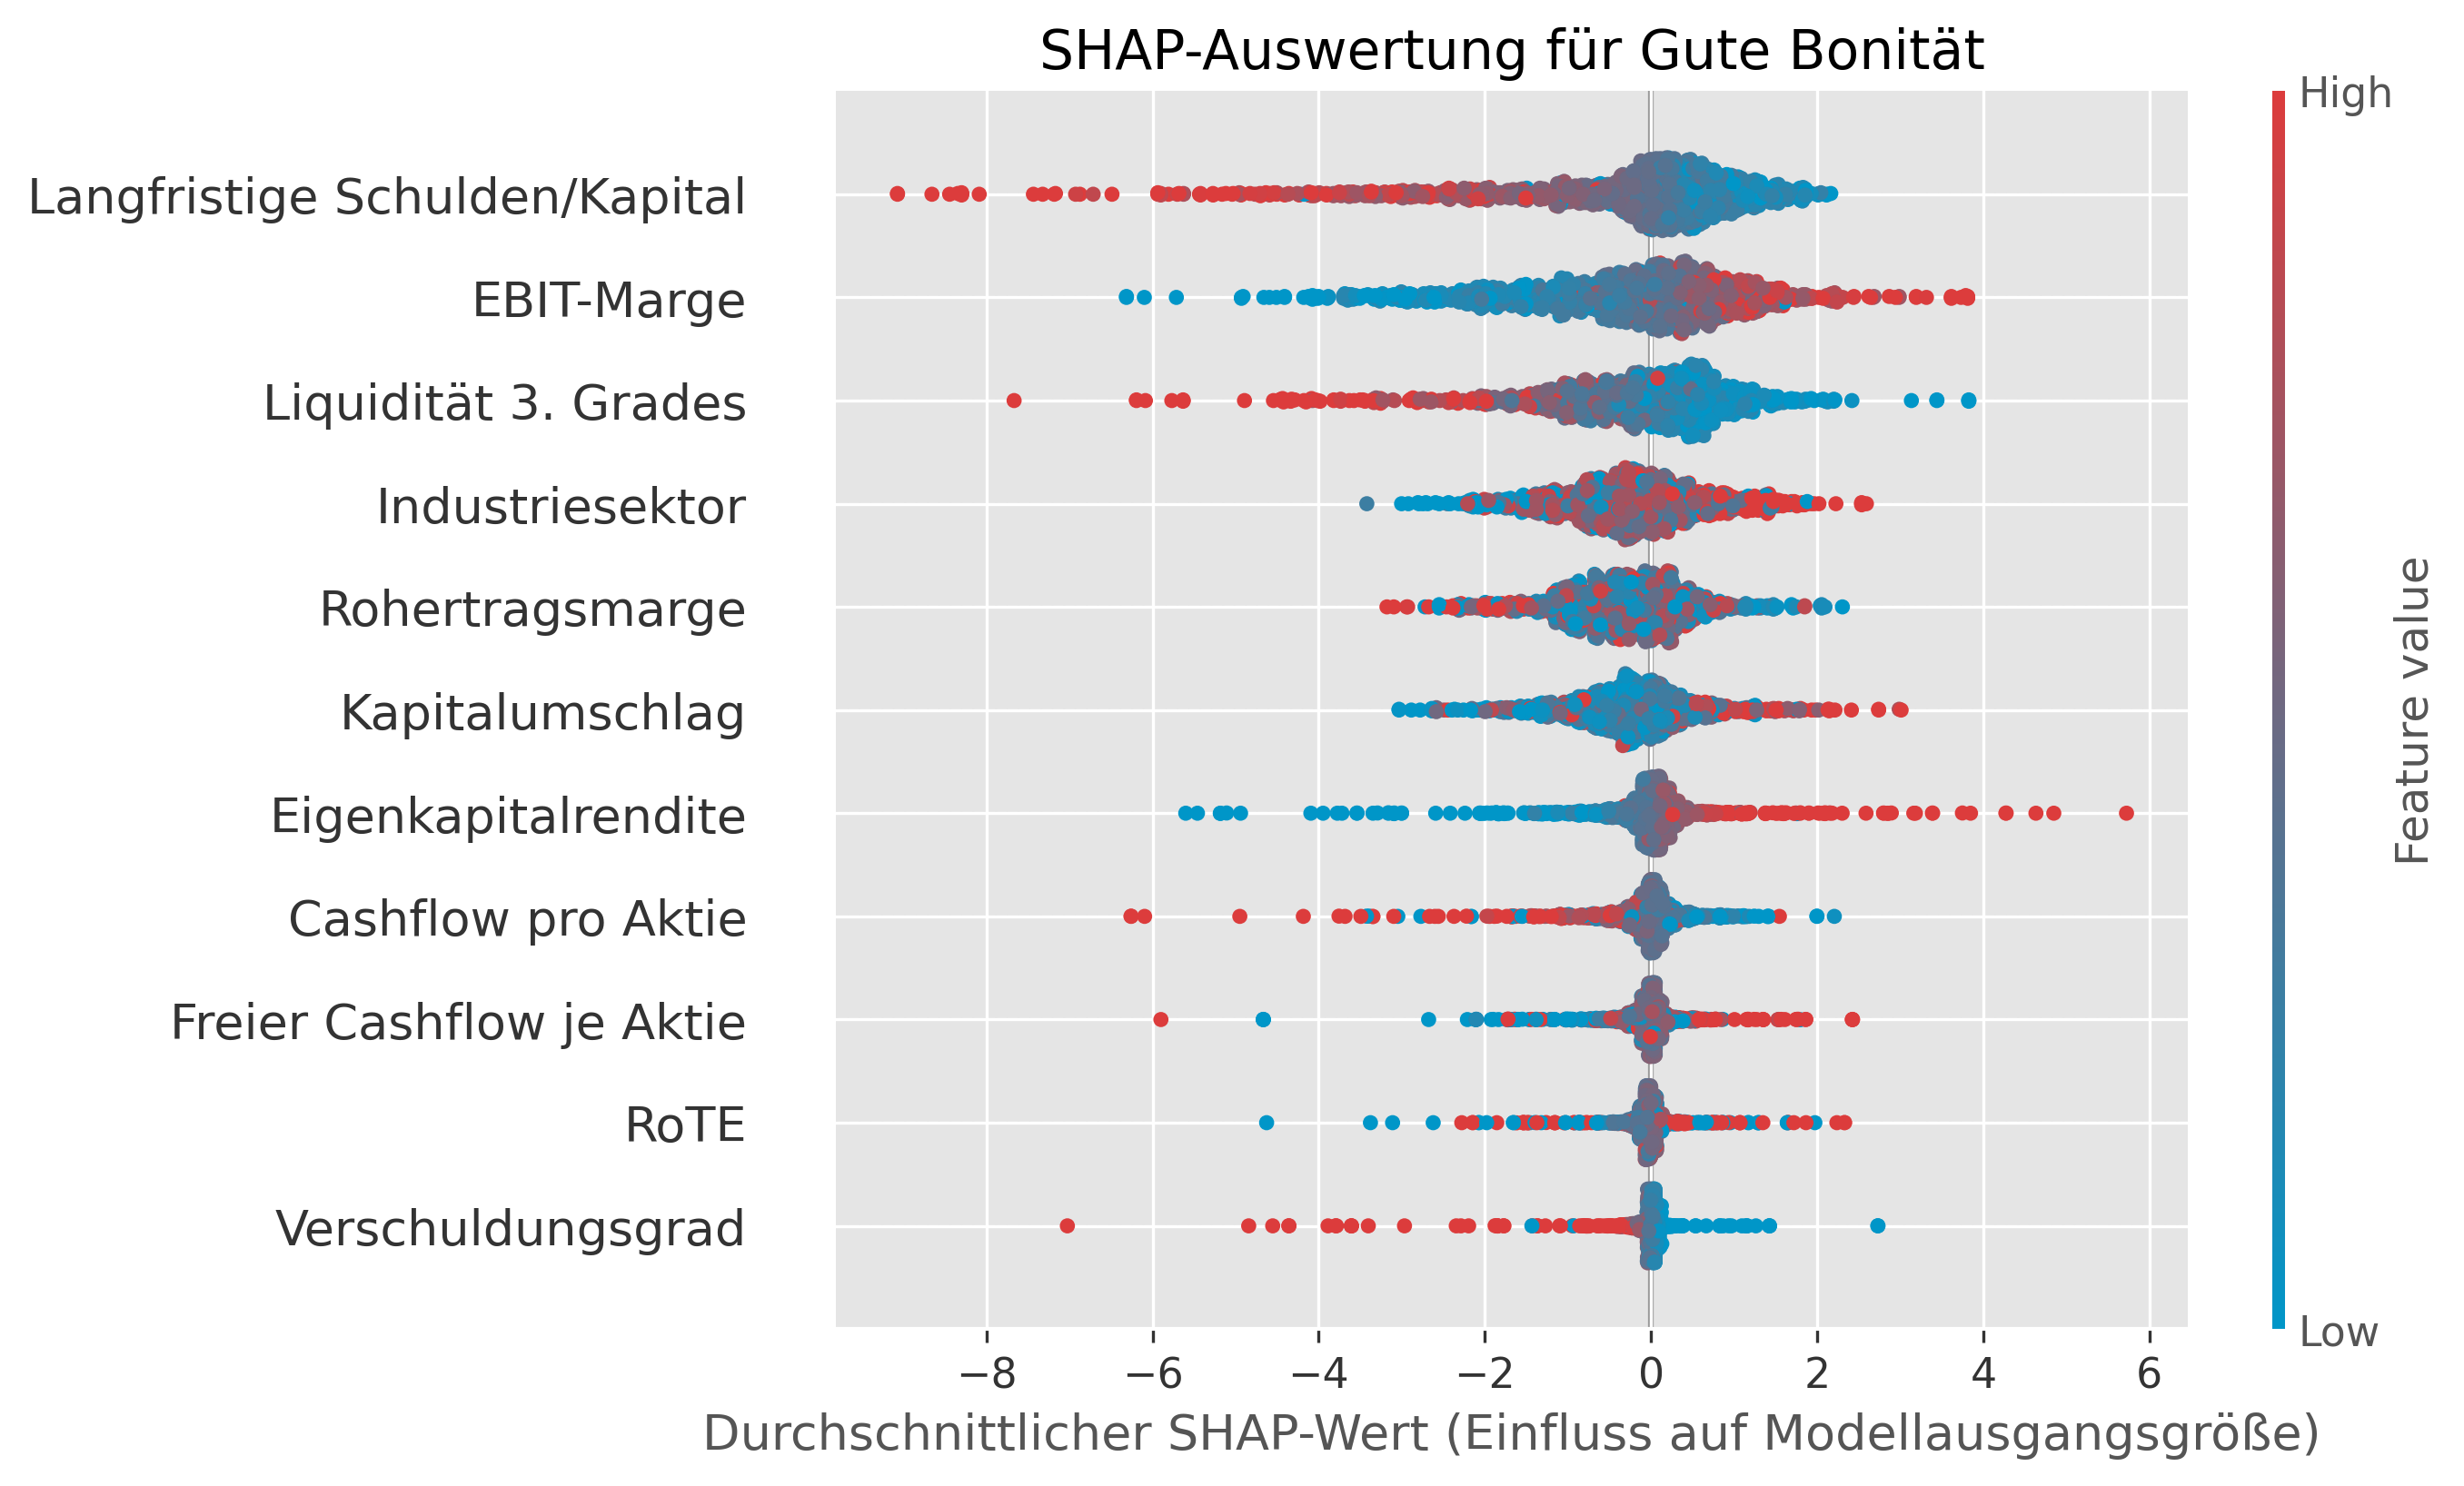 SHAP-Auswertung für Gute Bonität
High
Langfristige Schulden/Kapital
EBIT-Marge
Liquidität 3. Grades
Industriesektor
Rohertragsmarge
Kapitalumschlag
Eigenkapitalrendite
Cashflow pro Aktie
Freier Cashflow je Aktie
RoTE
Verschuldungsgrad
Feature value
Low
−8 −6 −4 −2 0 2 4 6
Durchschnittlicher SHAP-Wert (Einfluss auf Modellausgangsgröße)